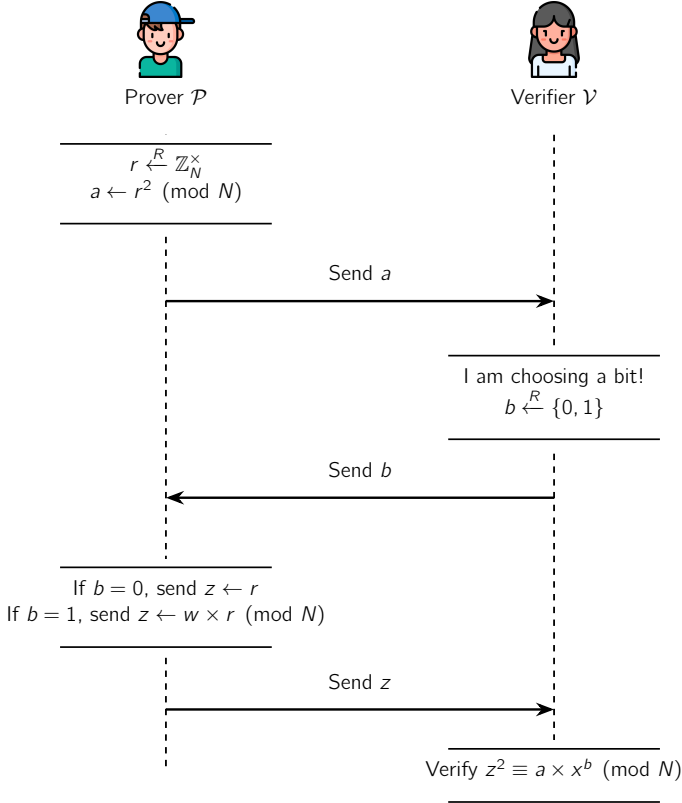 Prover 𝒫
Verifier 𝒱
r ←ᴿ ℤ_N^×
a ← r² (mod N)
Send a
I am choosing a bit!
b ←ᴿ {0, 1}
Send b
If b = 0, send z ← r
If b = 1, send z ← w × r (mod N)
Send z
Verify z² ≡ a × x^b (mod N)